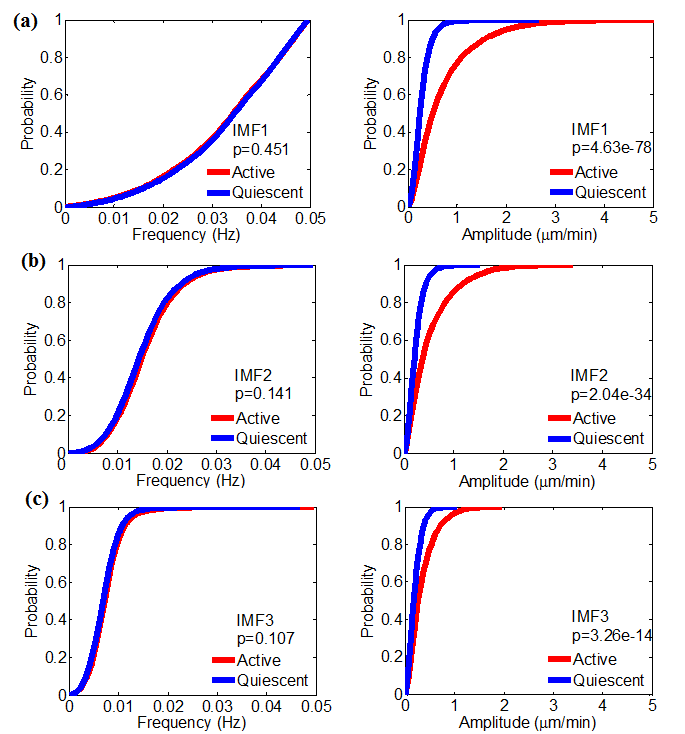 (a)
1
0.8
0.6
0.4
0.2
0
Probability
IMF1
p=0.451
Active
Quiescent
0 0.01 0.02 0.03 0.04 0.05
Frequency (Hz)
1
0.8
0.6
0.4
0.2
0
Probability
IMF1
p=4.63e-78
Active
Quiescent
0 1 2 3 4 5
Amplitude (μm/min)
(b)
1
0.8
0.6
0.4
0.2
0
Probability
IMF2
p=0.141
Active
Quiescent
0 0.01 0.02 0.03 0.04 0.05
Frequency (Hz)
1
0.8
0.6
0.4
0.2
0
Probability
IMF2
p=2.04e-34
Active
Quiescent
0 1 2 3 4 5
Amplitude (μm/min)
(c)
1
0.8
0.6
0.4
0.2
0
Probability
IMF3
p=0.107
Active
Quiescent
0 0.01 0.02 0.03 0.04 0.05
Frequency (Hz)
1
0.8
0.6
0.4
0.2
0
Probability
IMF3
p=3.26e-14
Active
Quiescent
0 1 2 3 4 5
Amplitude (μm/min)